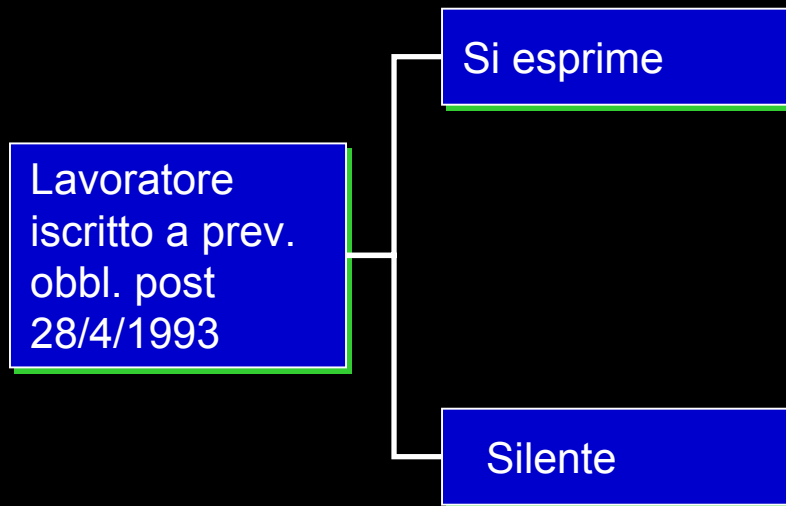 Si esprime
Lavoratore
iscritto a prev.
obbl. post
28/4/1993
Silente